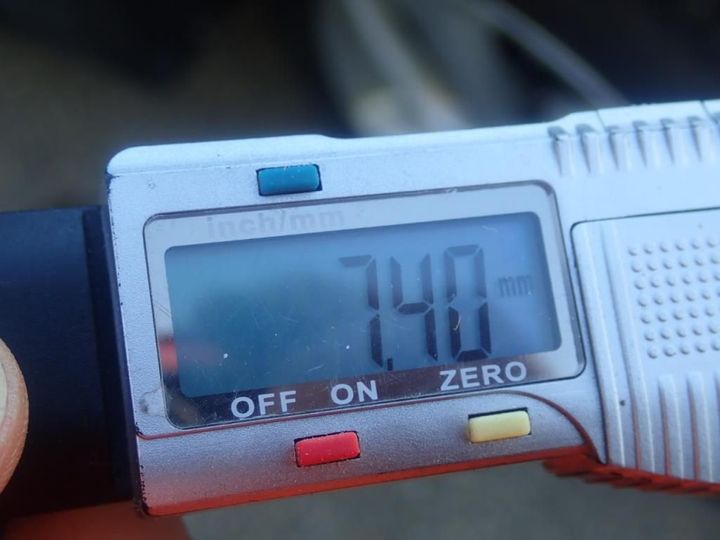 inch/mm
7.40 mm
OFF ON ZERO